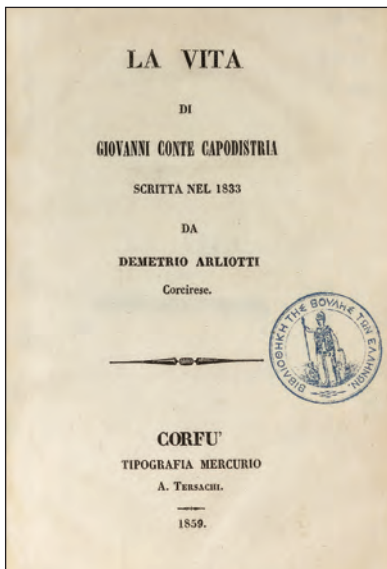 LA VITA
DI
GIOVANNI CONTE CAPODISTRIA
SCRITTA NEL 1833
DA
DEMETRIO ARLIOTTI
Corcirese.
ΒΙΒΛΙΟΘΗΚΗ ΤΗΣ ΒΟΥΛΗΣ ΤΩΝ ΕΛΛΗΝΩΝ.
CORFU'
TIPOGRAFIA MERCURIO
A. TERSACHI.
1859.